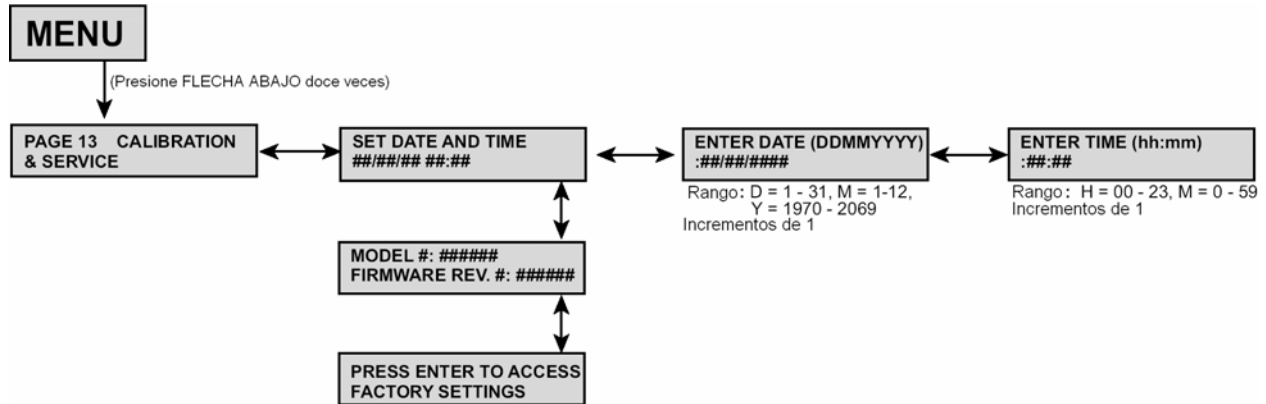 MENU
(Presione FLECHA ABAJO doce veces)
PAGE 13 CALIBRATION
& SERVICE
SET DATE AND TIME
##/##/## ##:##
ENTER DATE (DDMMYYYY)
:##/##/####
Rango: D = 1 - 31, M = 1-12,
Y = 1970 - 2069
Incrementos de 1
ENTER TIME (hh:mm)
:##:##
Rango: H = 00 - 23, M = 0 - 59
Incrementos de 1
MODEL #: ######
FIRMWARE REV. #: ######
PRESS ENTER TO ACCESS
FACTORY SETTINGS